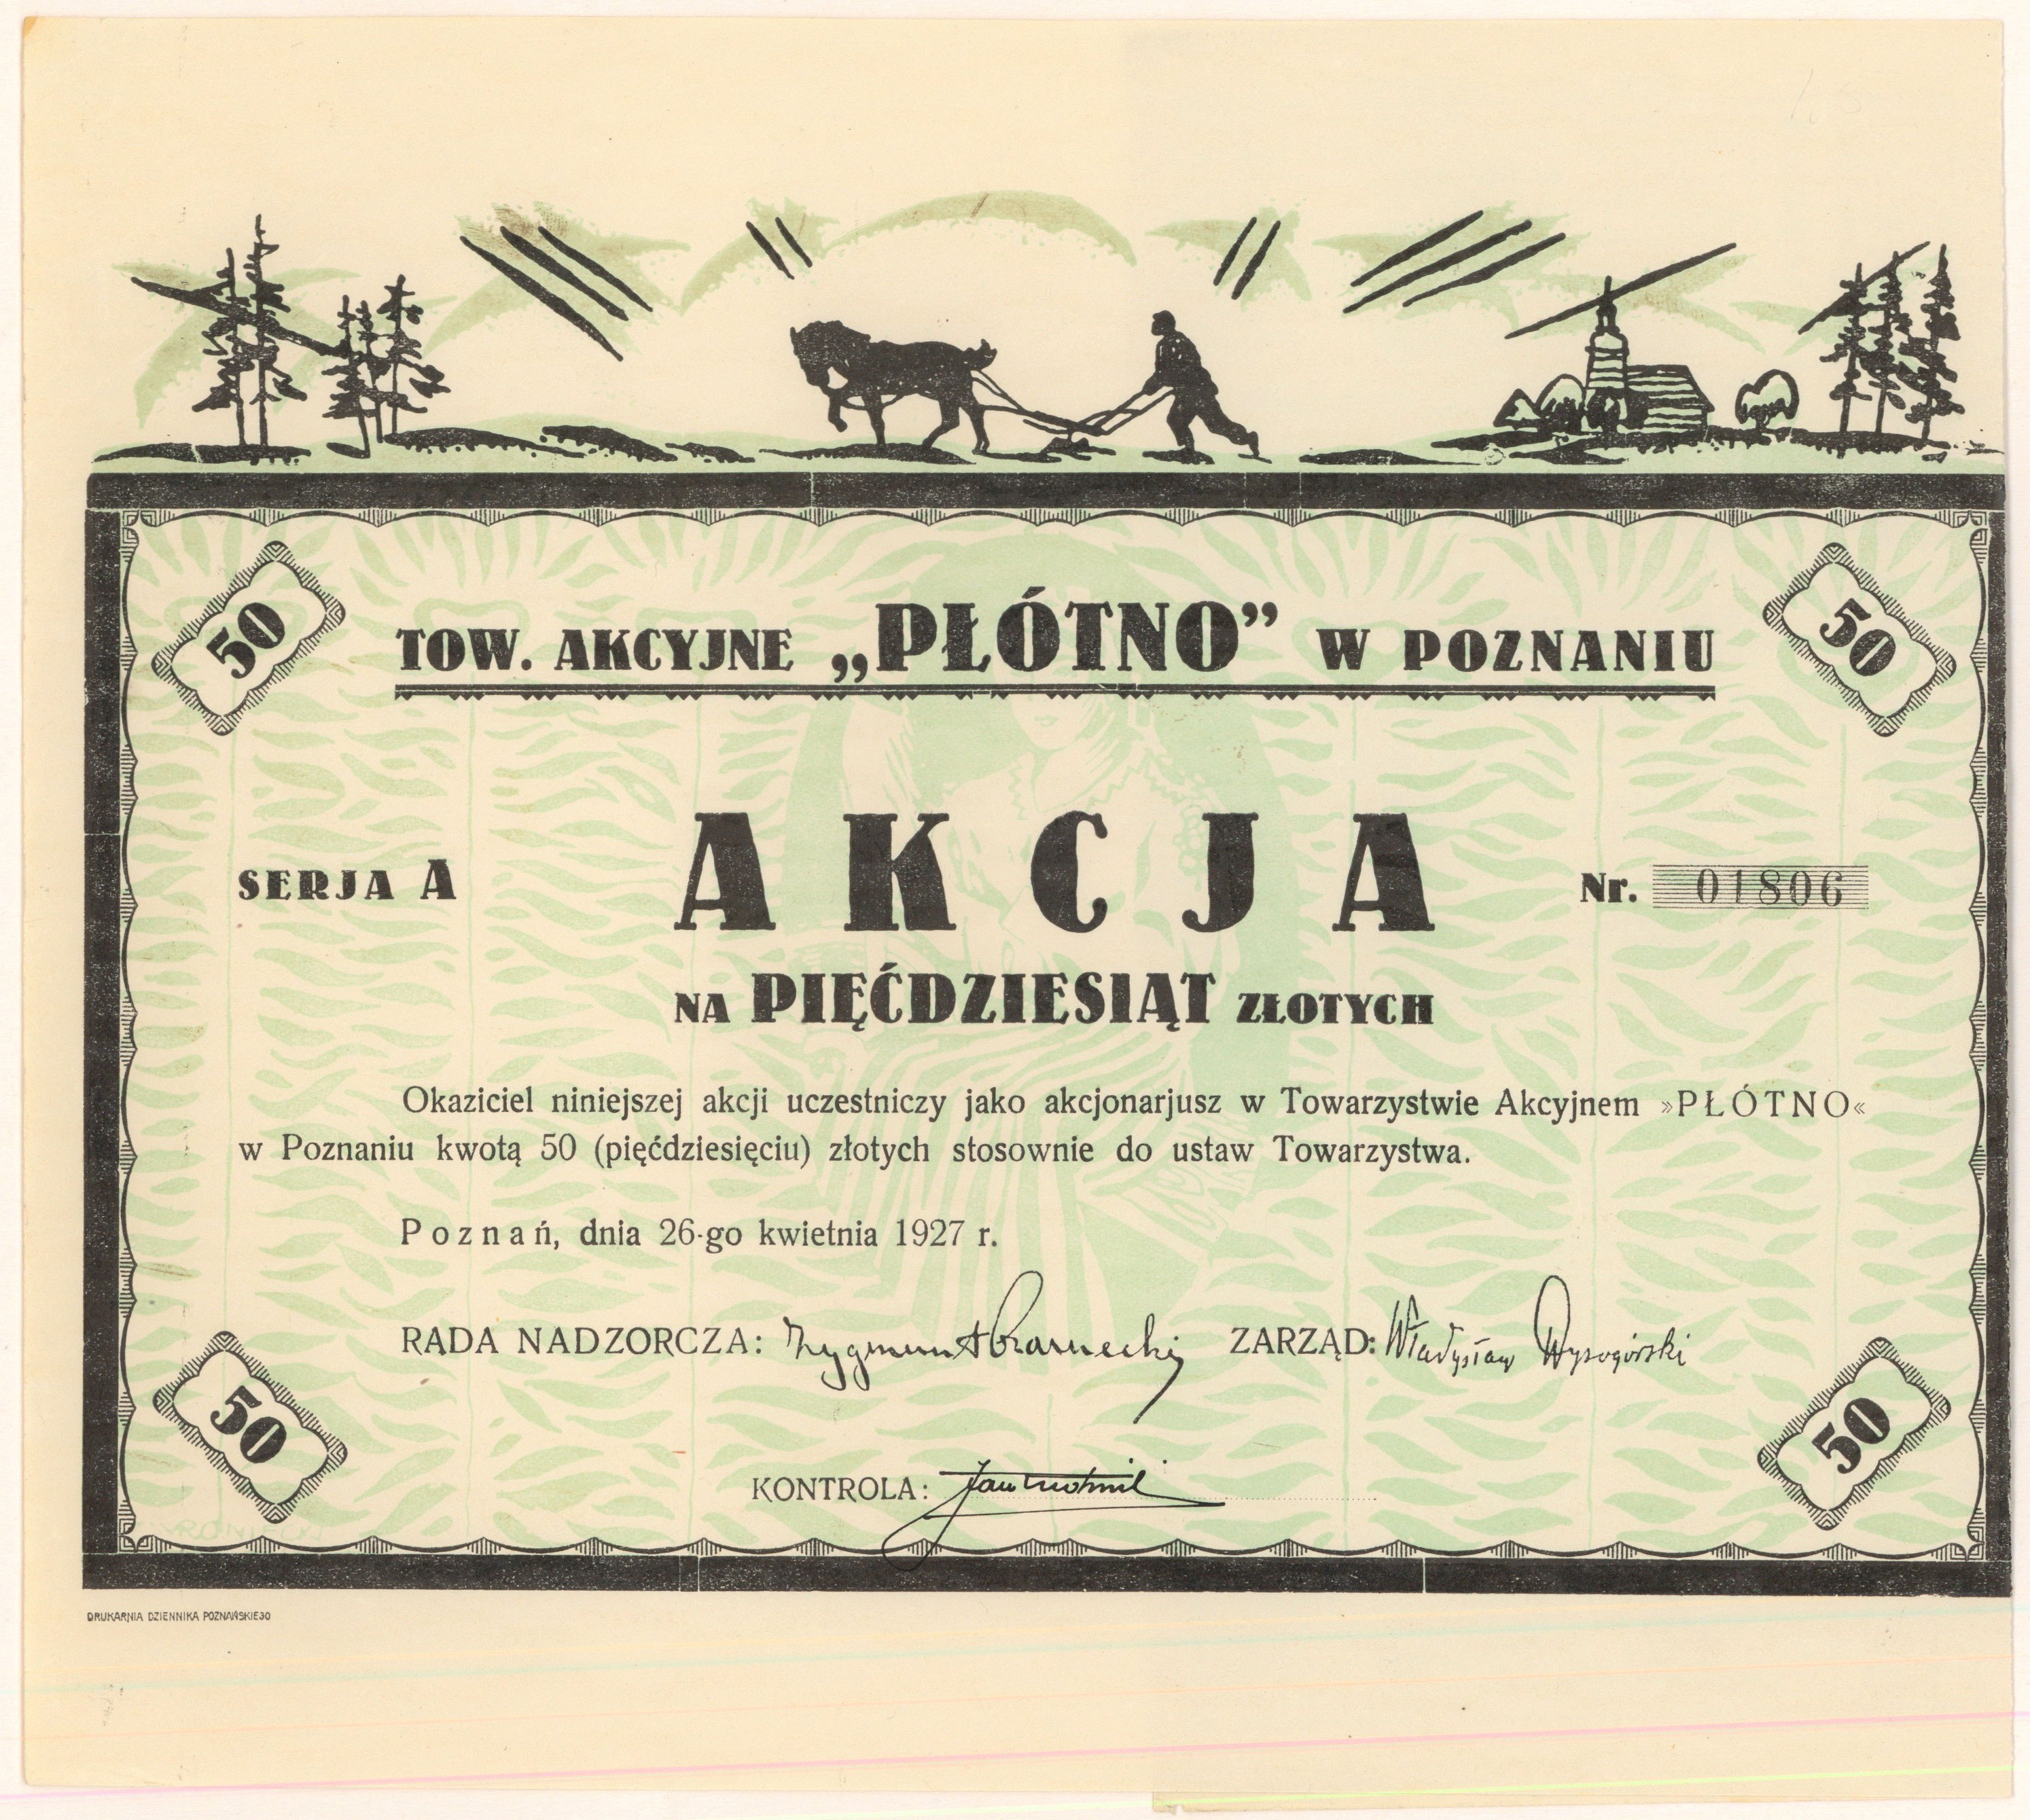 TOW. AKCYJNE „PŁÓTNO” W POZNANIU
50
50
SERJA A
AKCJA
Nr. 01806
NA PIĘĆDZIESIĄT ZŁOTYCH
Okaziciel niniejszej akcji uczestniczy jako akcjonarjusz w Towarzystwie Akcyjnem »PŁÓTNO«
w Poznaniu kwotą 50 (pięćdziesięciu) złotych stosownie do ustaw Towarzystwa.
Poznań, dnia 26-go kwietnia 1927 r.
RADA NADZORCZA: Zygmunt Czarnecki ZARZĄD: Władysław Wysogórski
50
50
KONTROLA:
DRUKARNIA DZIENNIKA POZNAŃSKIEGO